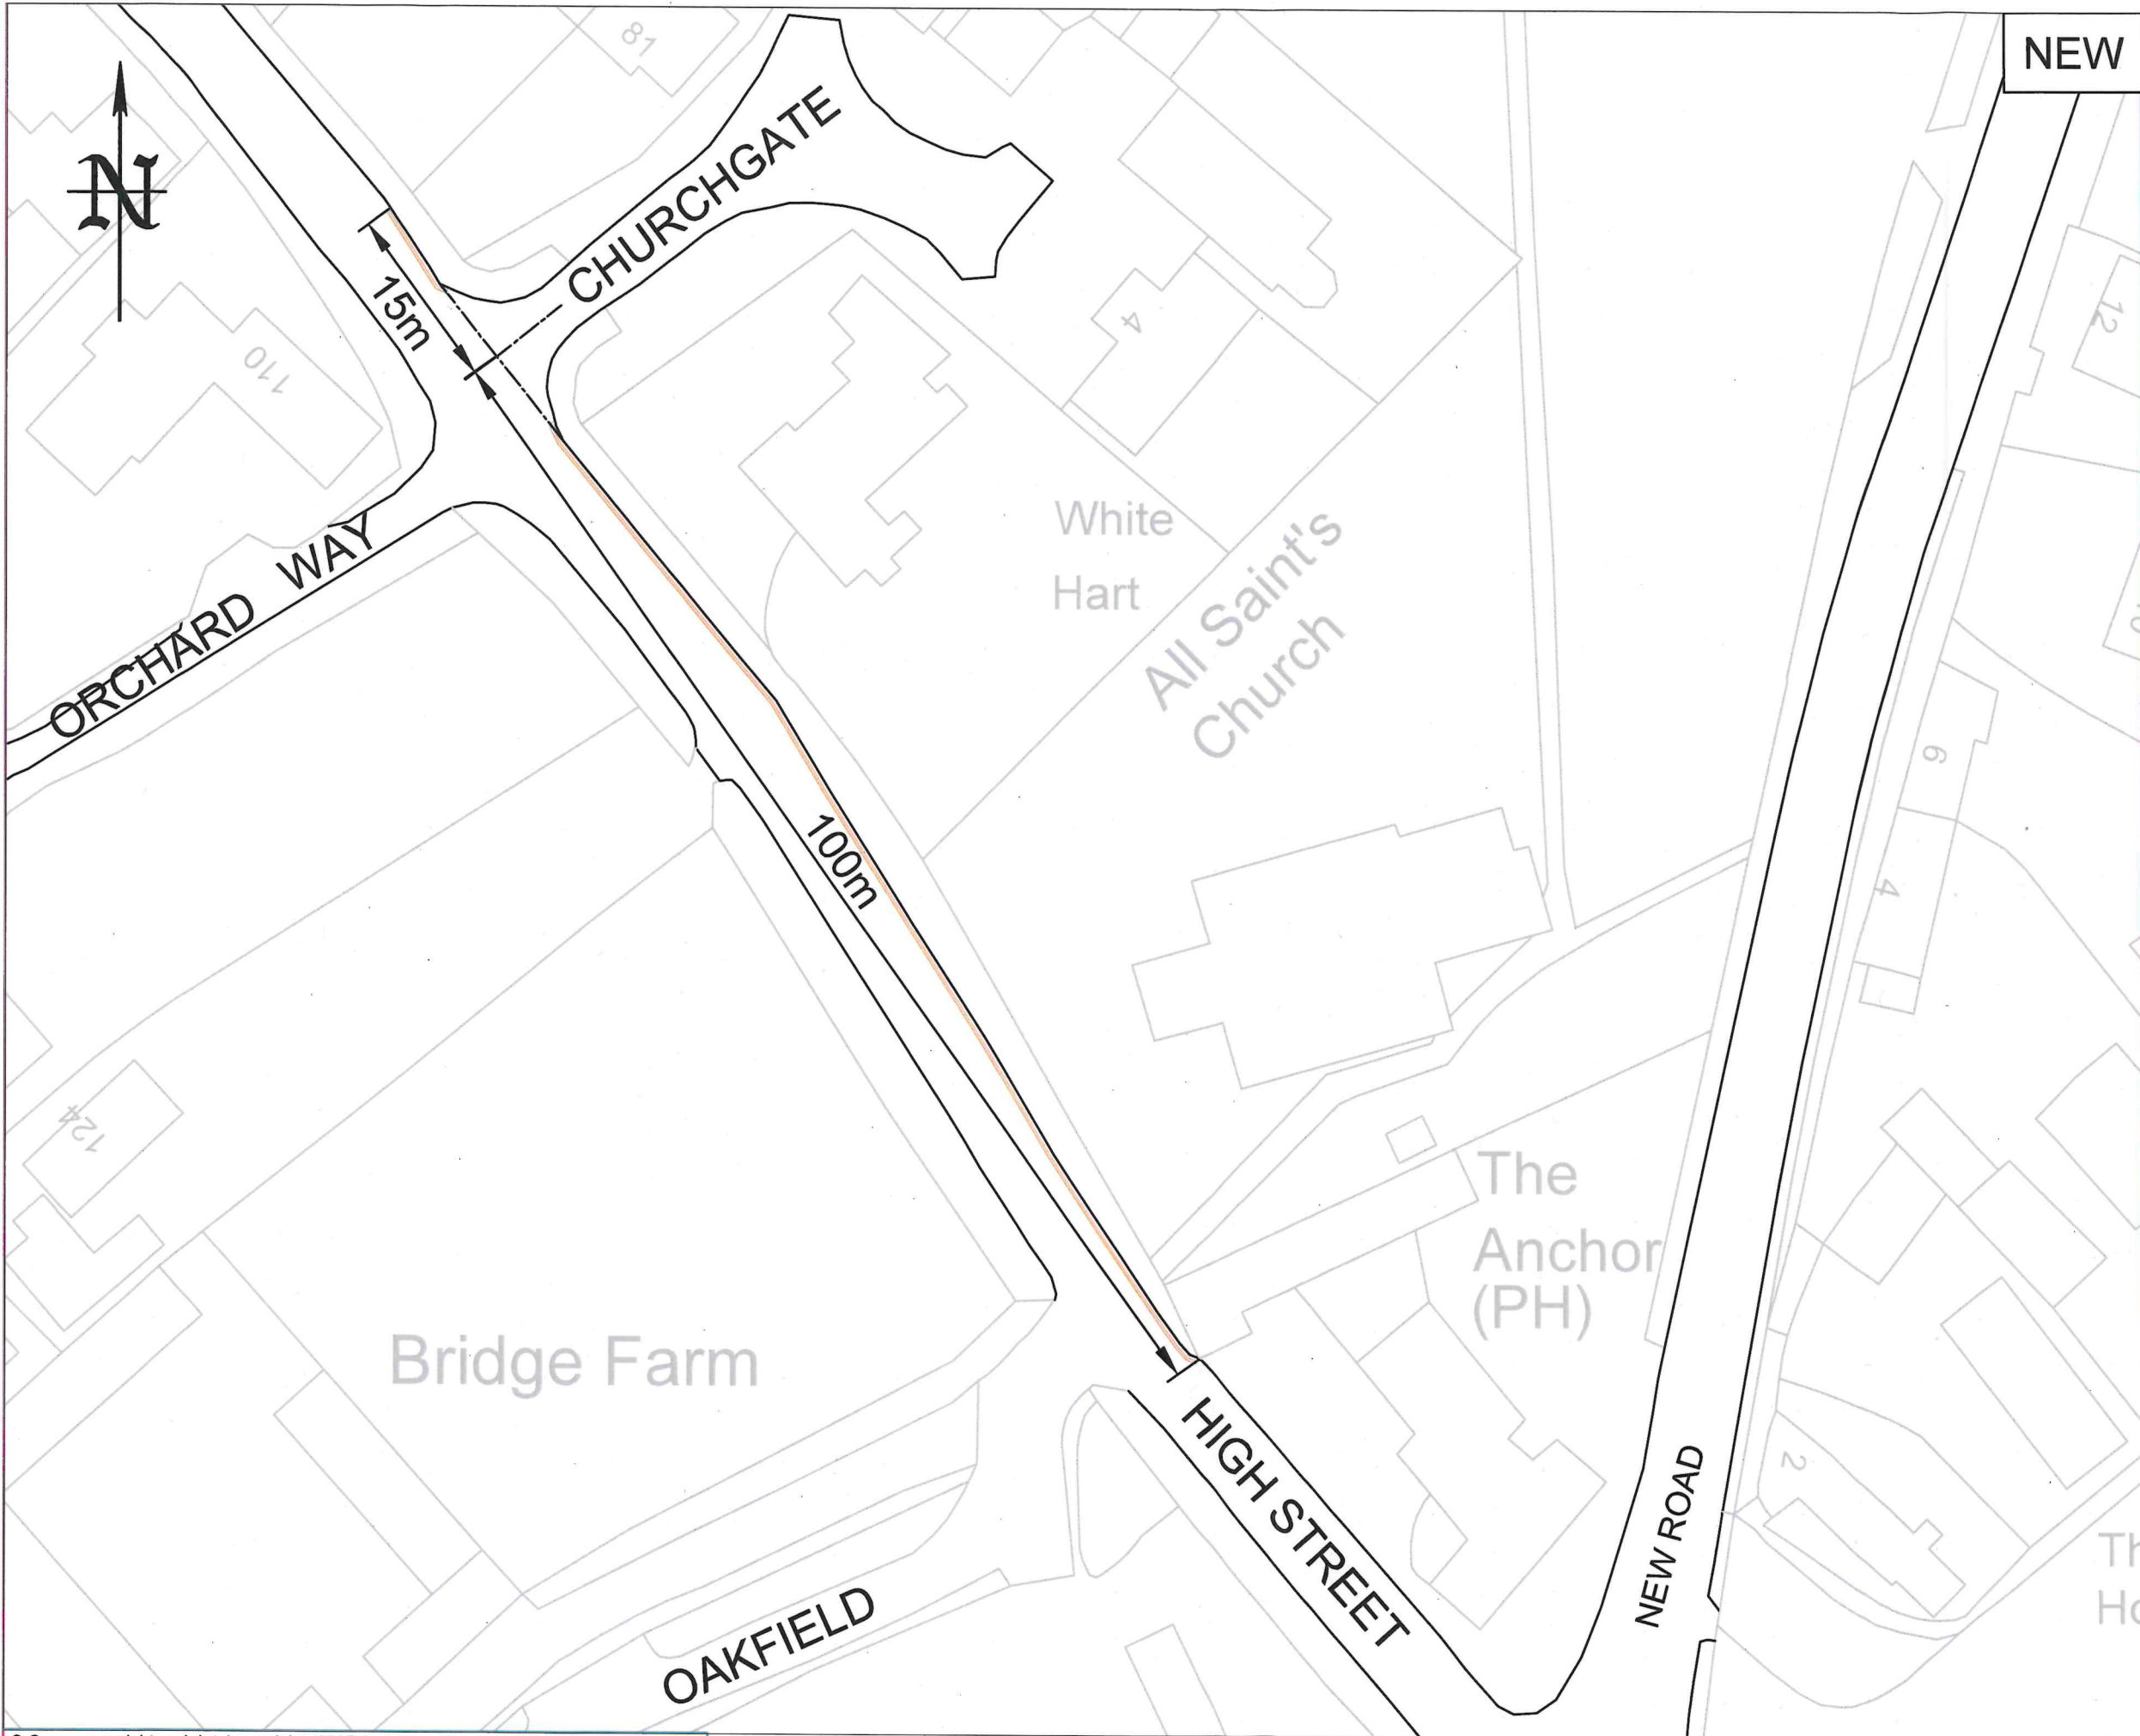 NEW
81
N
CHURCHGATE
15m
110
4
12
White
Hart
All Saint's
Church
ORCHARD WAY
6
100m
4
124
The
Anchor
(PH)
Bridge Farm
HIGH STREET
NEW ROAD
2
OAKFIELD